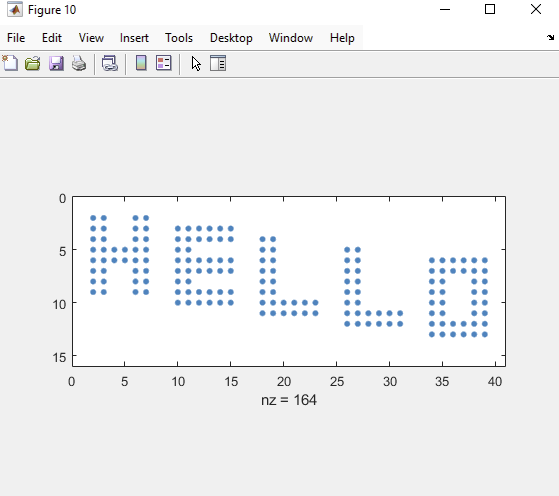 Figure 10
File Edit View Insert Tools Desktop Window Help
HELLO
0
5
10
15
0 5 10 15 20 25 30 35 40
nz = 164